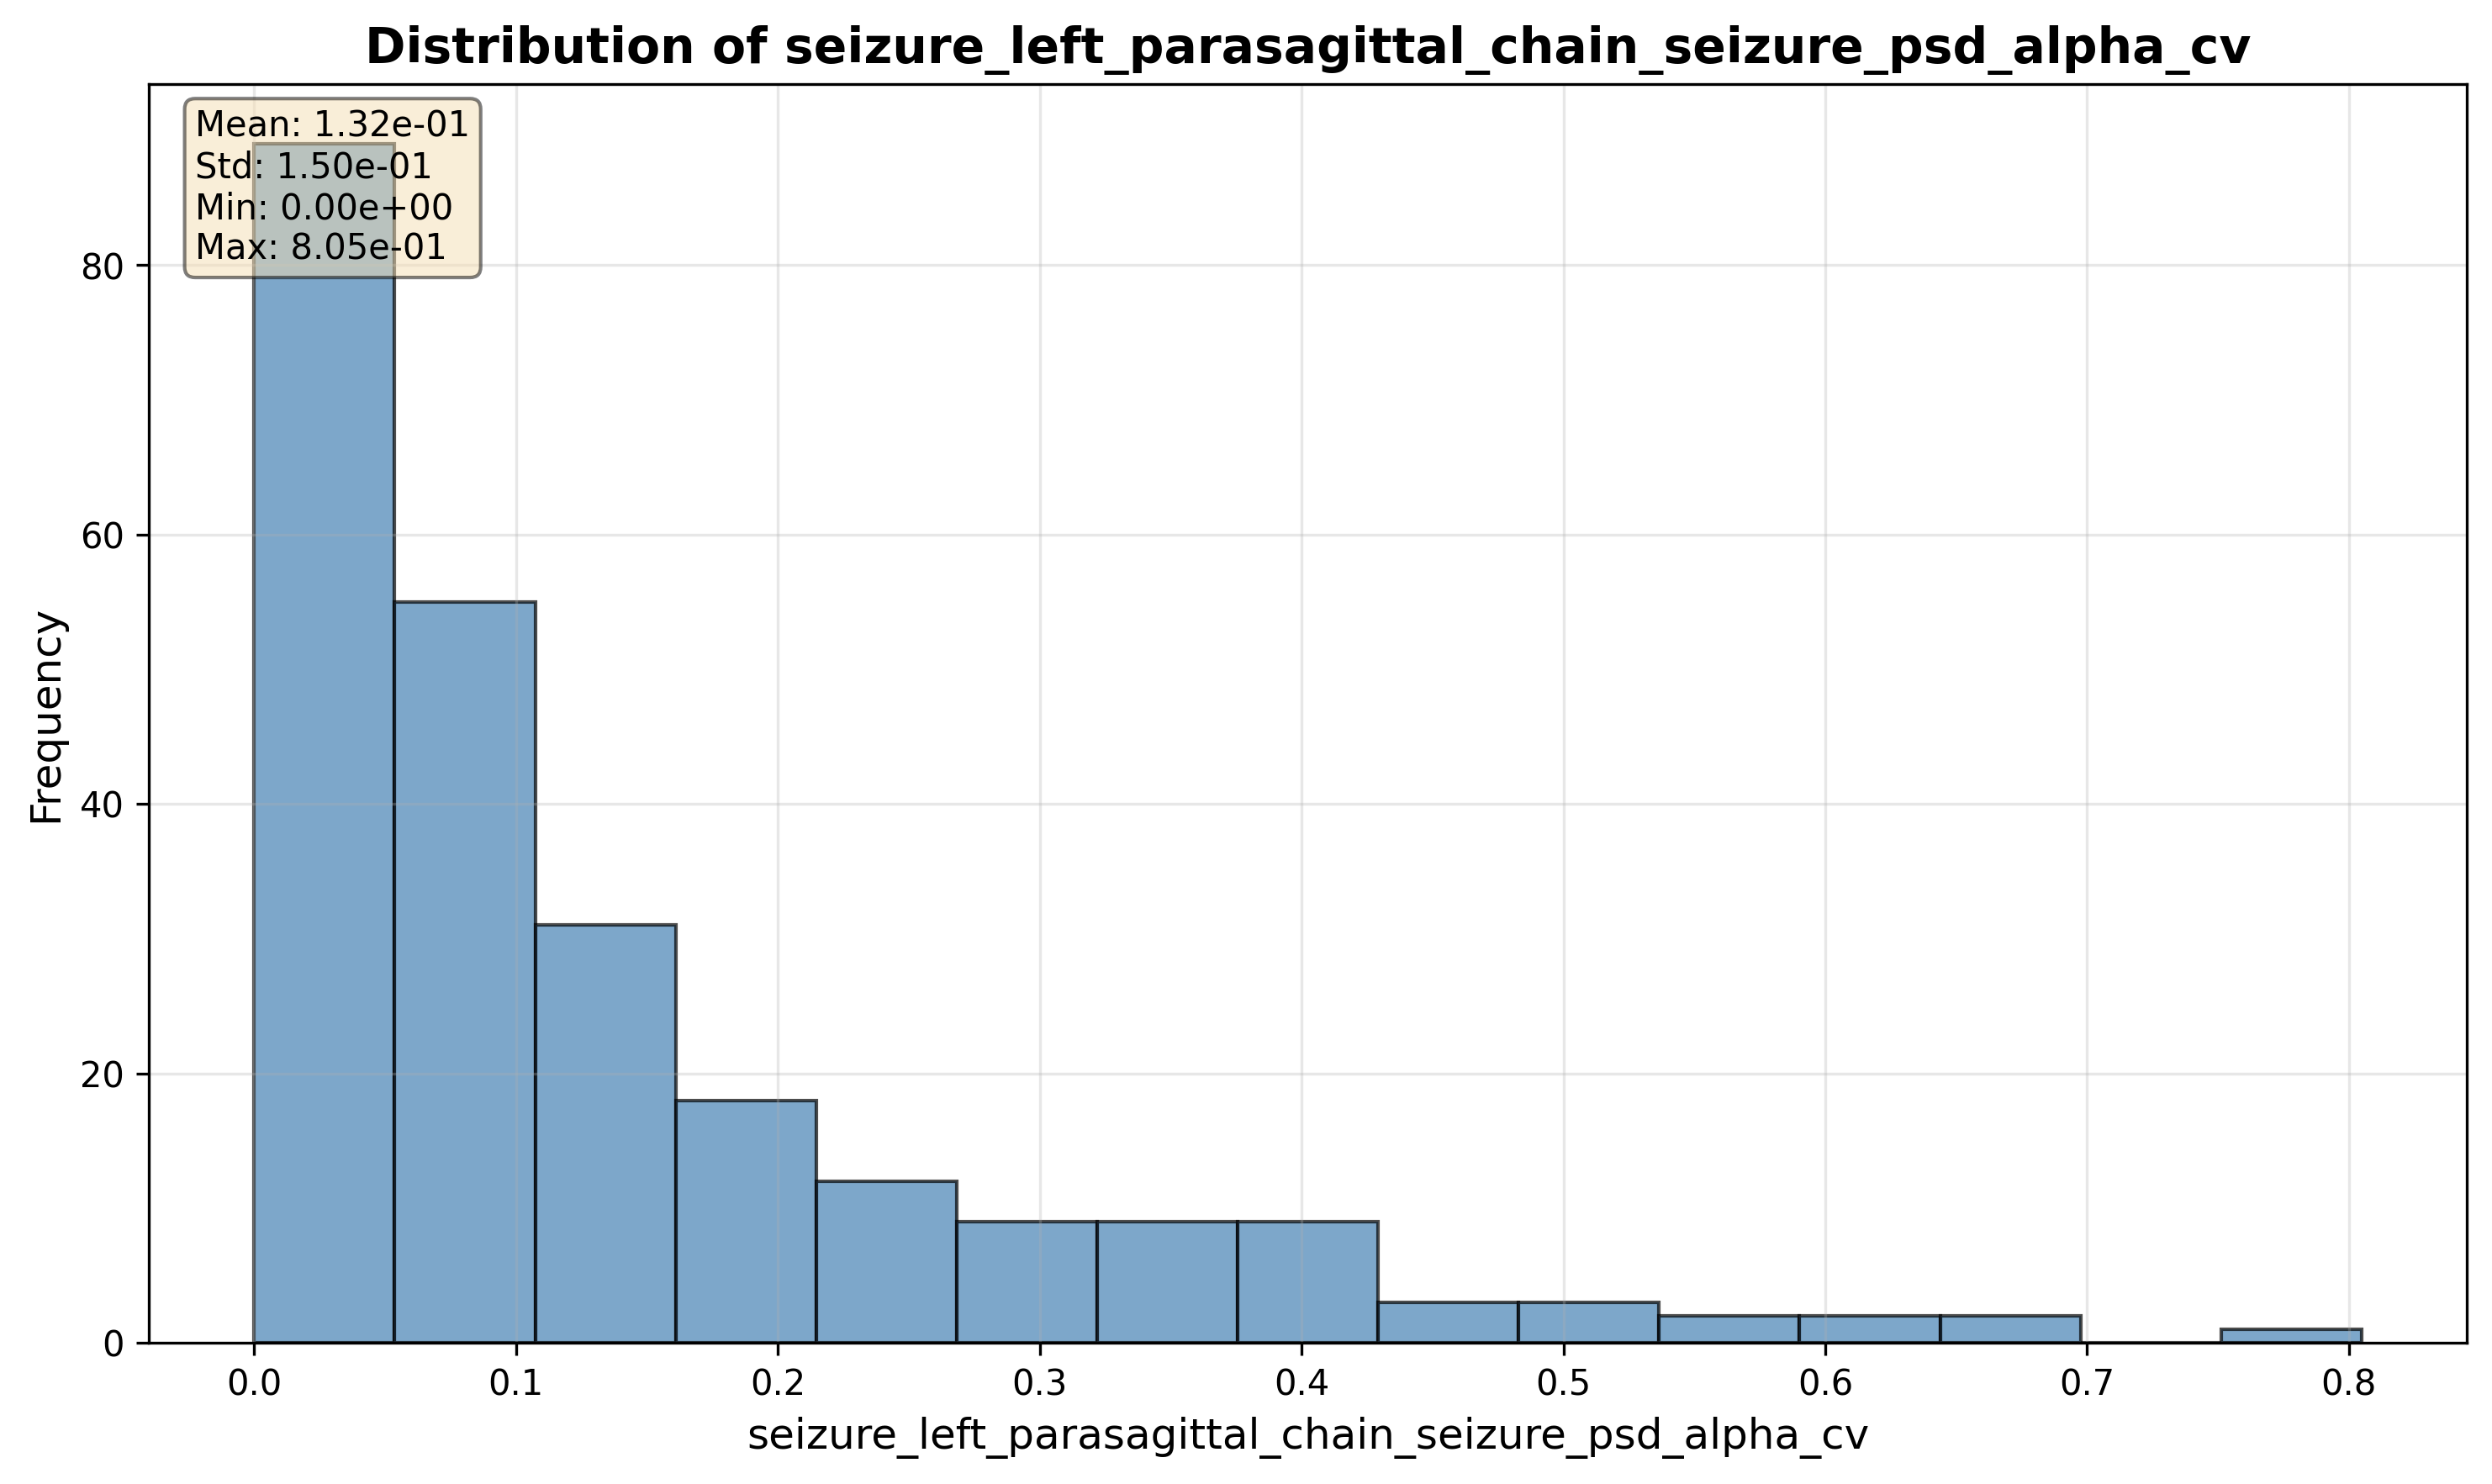 Distribution of seizure_left_parasagittal_chain_seizure_psd_alpha_cv
Mean: 1.32e-01
Std: 1.50e-01
Min: 0.00e+00
Max: 8.05e-01
Frequency
80
60
40
20
0
0.0 0.1 0.2 0.3 0.4 0.5 0.6 0.7 0.8
seizure_left_parasagittal_chain_seizure_psd_alpha_cv